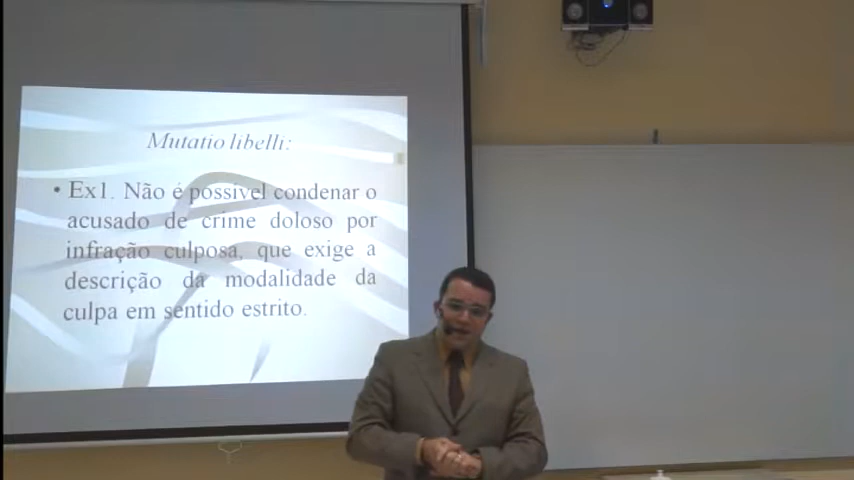 Mutatio libelli:
• Ex1. Não é possível condenar o
acusado de crime doloso por
infração culposa, que exige a
descrição da modalidade da
culpa em sentido estrito.